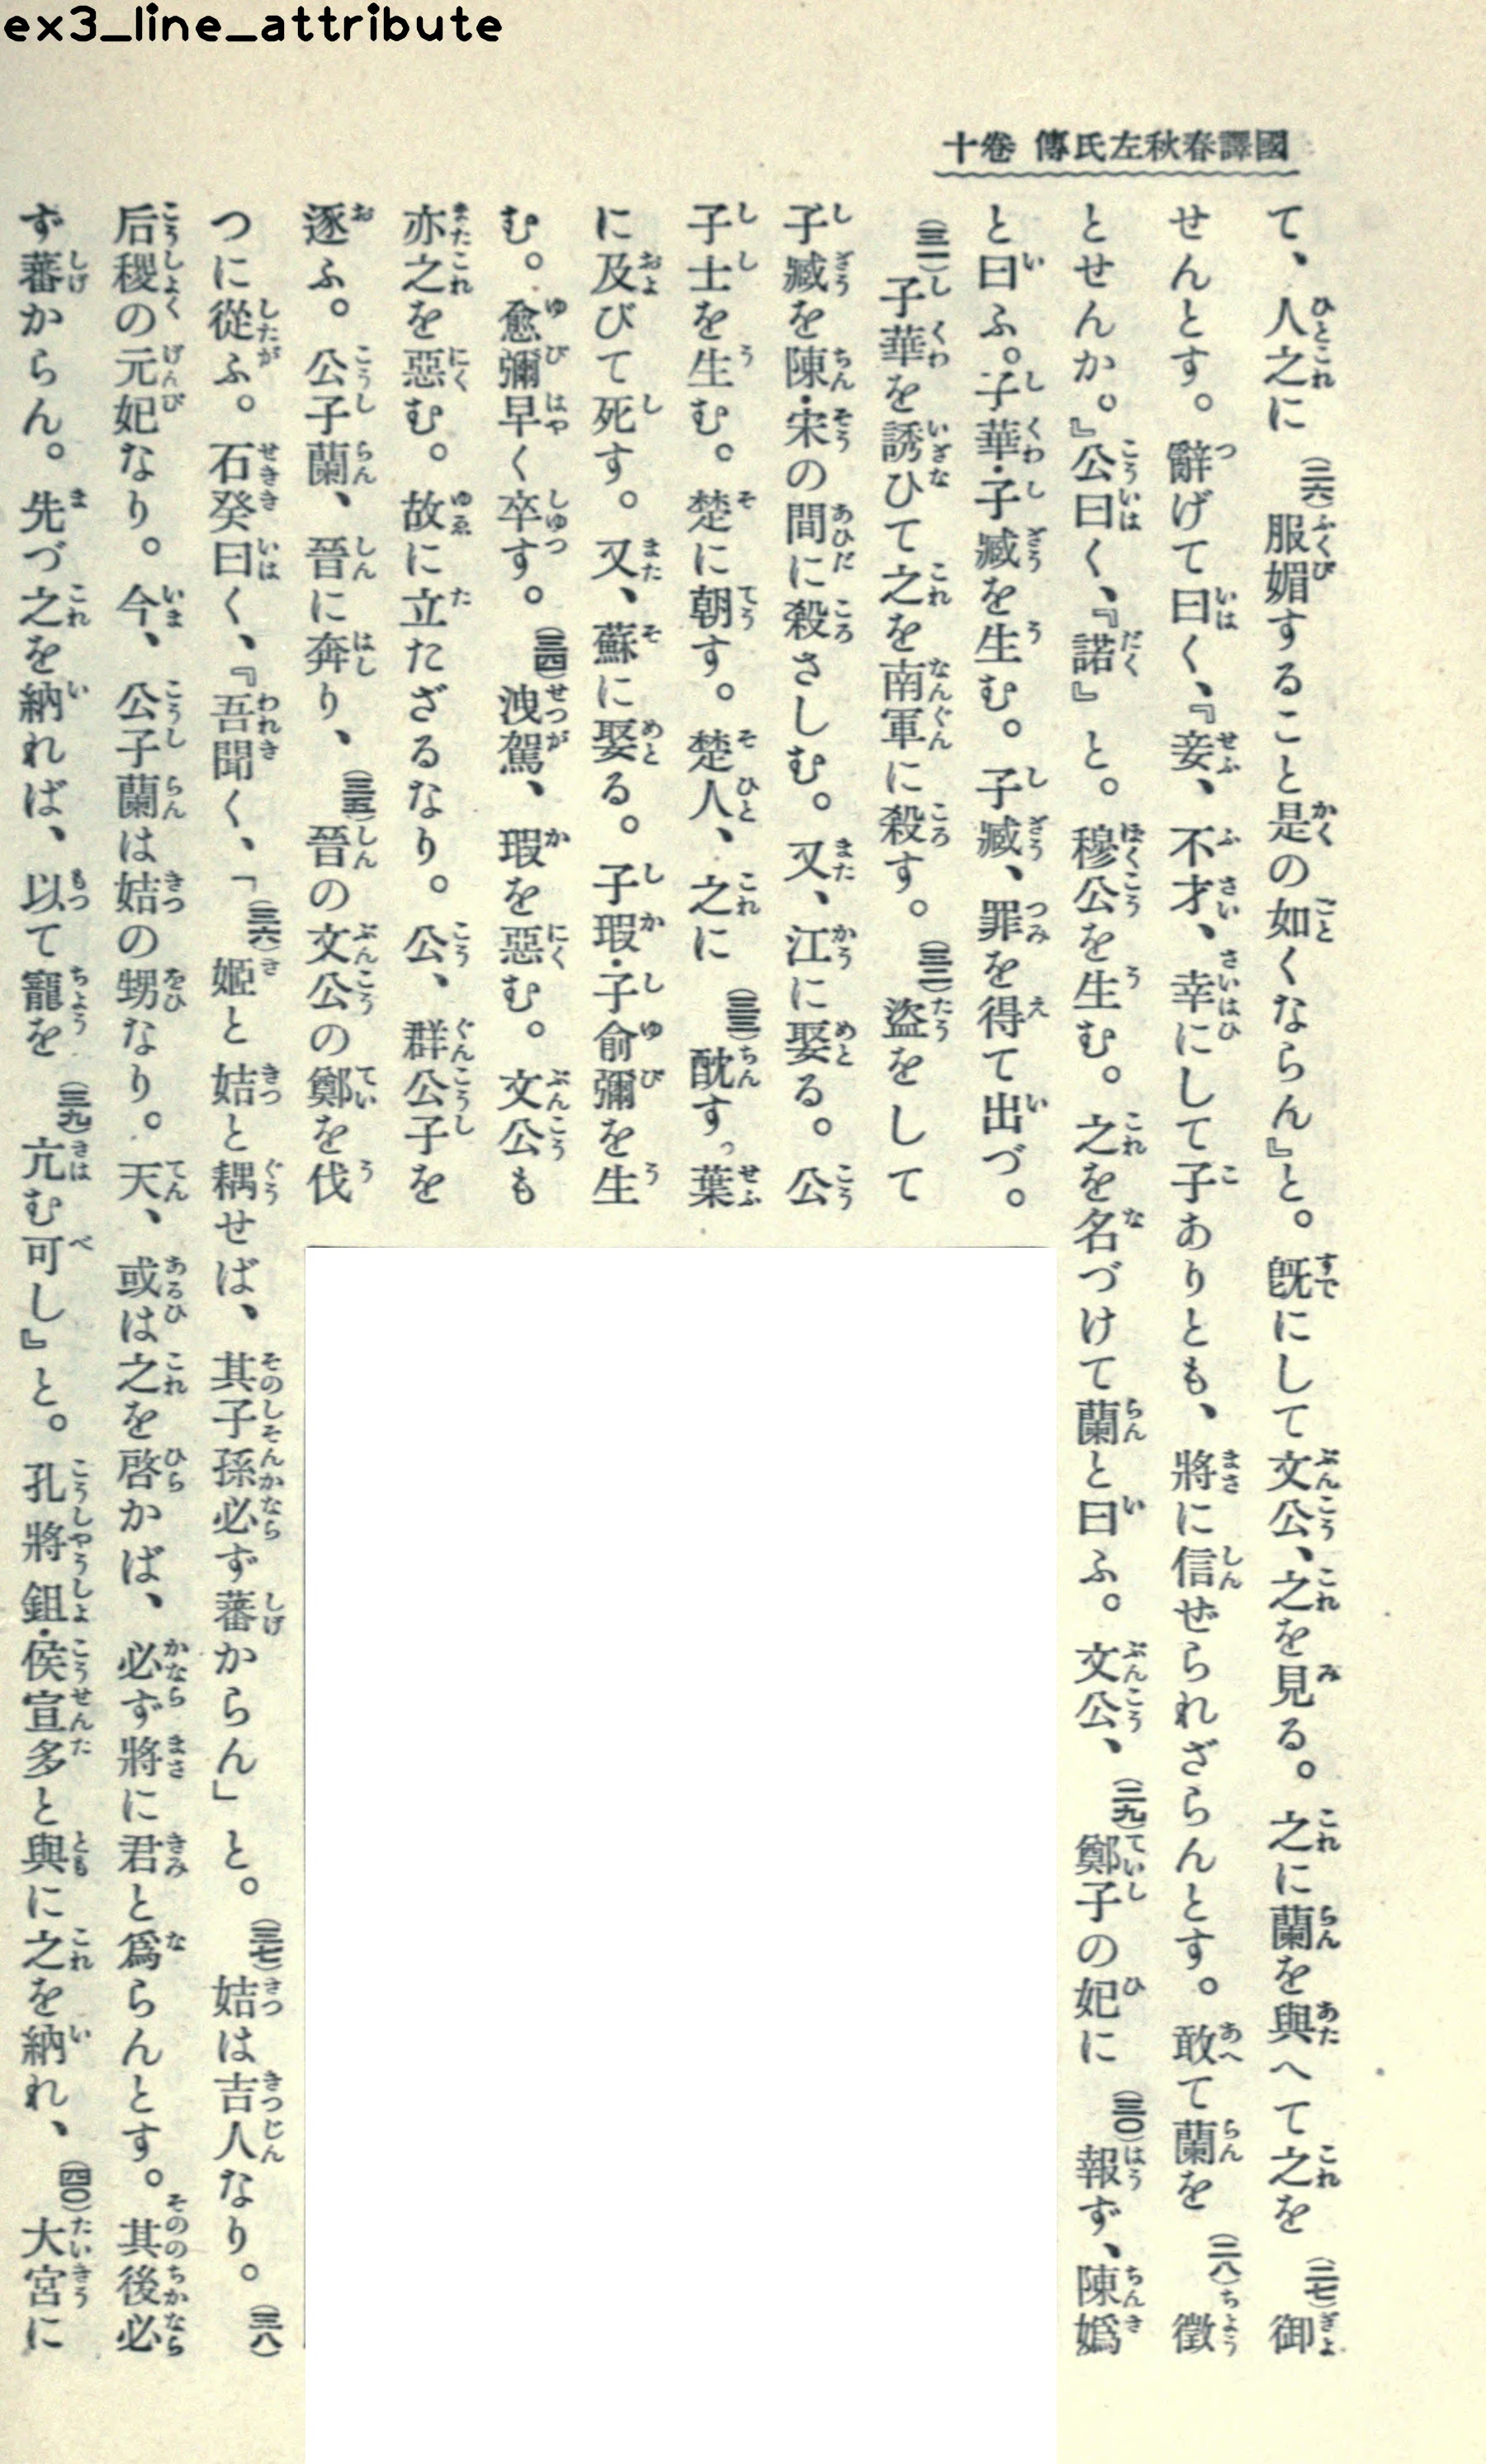 ex3_line_attribute
國譯春秋左氏傳 卷十
て、人之に(二六)服媚すること是の如くならん』と。既にして文公、之を見る。之に蘭を與へて之を(二七)御
せんとす。辭げて曰く、『妾、不才、幸にして子ありとも、將に信ぜられざらんとす。敢て蘭を(二八)徵
とせんか。』公曰く、『諾』と。穆公を生む。之を名づけて蘭と曰ふ。文公、(二九)鄭子の妃に(三〇)報ず、陳嬀
と曰ふ。子華・子臧を生む。子臧、罪を得て出づ。
(三一)子華を誘ひて之を南軍に殺す。(三二)盜をして
子臧を陳・宋の間に殺さしむ。又、江に娶る。公
子士を生む。楚に朝す。楚人、之に(三三)酖す。葉
に及びて死す。又、蘇に娶る。子瑕・子俞彌を生
む。愈彌早く卒す。(三四)洩駕、瑕を惡む。文公も
亦之を惡む。故に立たざるなり。公、群公子を
逐ふ。公子蘭、晉に奔り、(三五)晉の文公の鄭を伐
つに從ふ。石癸曰く、『吾聞く、「(三六)姬と姞と耦せば、其子孫必ず蕃からん」と。(三七)姞は吉人なり。(三八)
后稷の元妃なり。今、公子蘭は姞の甥なり。天、或は之を啓かば、必ず將に君と爲らんとす。其後必
ず蕃からん。先づ之を納れば、以て寵を(三九)亢む可し』と。孔將鉏・侯宣多と與に之を納れ、(四〇)大宮に